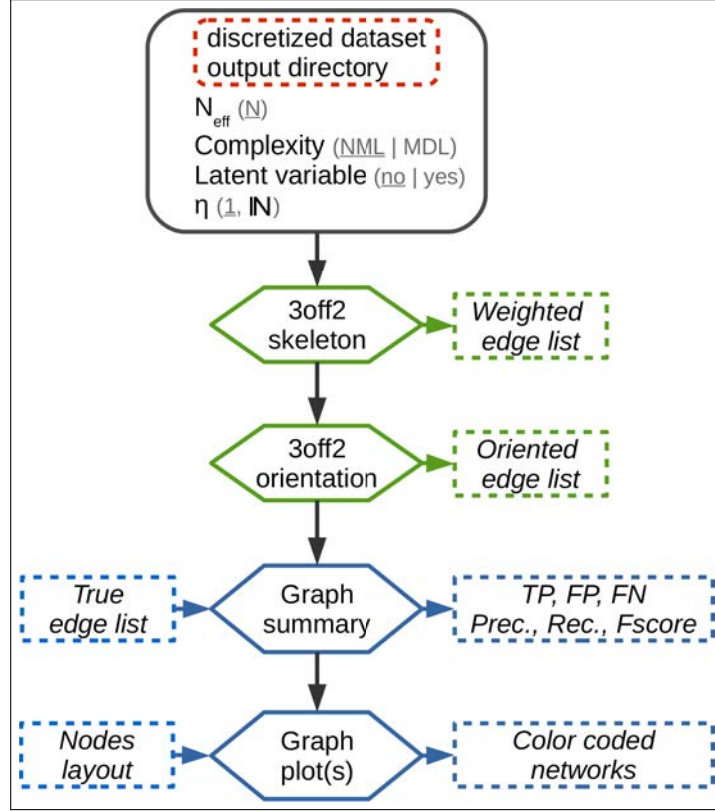 discretized dataset
output directory
Neff (N)
Complexity (NML | MDL)
Latent variable (no | yes)
η (1, ℕ)
3off2
skeleton
Weighted
edge list
3off2
orientation
Oriented
edge list
True
edge list
Graph
summary
TP, FP, FN
Prec., Rec., Fscore
Nodes
layout
Graph
plot(s)
Color coded
networks